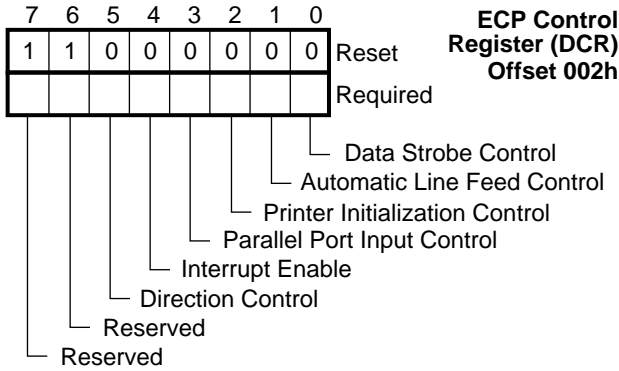 7 6 5 4 3 2 1 0
ECP Control
Register (DCR)
Offset 002h
1 1 0 0 0 0 0 0 Reset
Required
Data Strobe Control
Automatic Line Feed Control
Printer Initialization Control
Parallel Port Input Control
Interrupt Enable
Direction Control
Reserved
Reserved